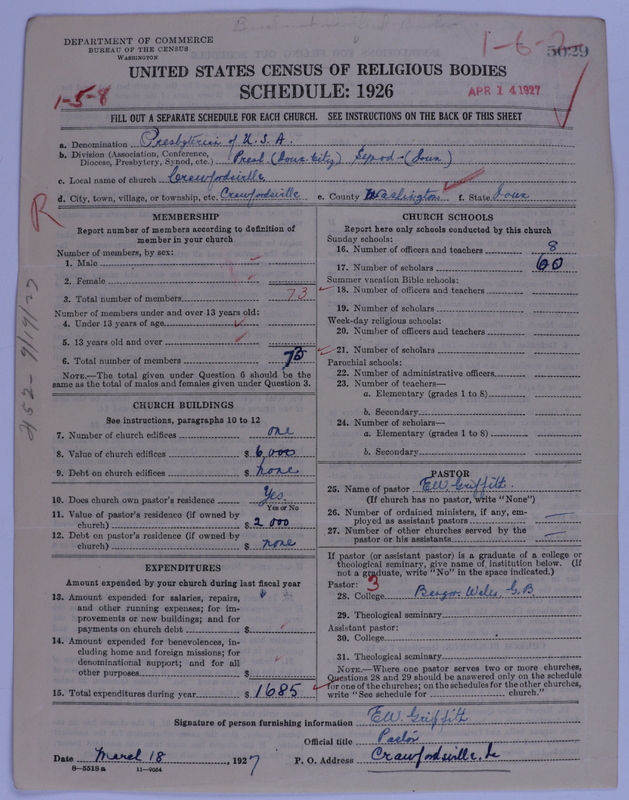 DEPARTMENT OF COMMERCE
BUREAU OF THE CENSUS
WASHINGTON
1-6-2
5029
UNITED STATES CENSUS OF RELIGIOUS BODIES
SCHEDULE: 1926
1-5-8
APR 14 1927
FILL OUT A SEPARATE SCHEDULE FOR EACH CHURCH. SEE INSTRUCTIONS ON THE BACK OF THIS SHEET
a. Denomination Presbyterian of U.S.A.
b. Division (Association, Conference, Diocese, Presbytery, Synod, etc.) Presb. (Iowa City) Synod-(Iowa)
c. Local name of church Crawfordsville
d. City, town, village, or township, etc. Crawfordsville e. County Washington f. State Iowa
R
MEMBERSHIP
Report number of members according to definition of
member in your church
Number of members, by sex:
1. Male
2. Female
3. Total number of members 73
Number of members under and over 13 years old:
4. Under 13 years of age
5. 13 years old and over
6. Total number of members 73
NOTE.—The total given under Question 6 should be the
same as the total of males and females given under Question 3.
CHURCH BUILDINGS
See instructions, paragraphs 10 to 12
7. Number of church edifices one
8. Value of church edifices $ 6,000
9. Debt on church edifices $ none
10. Does church own pastor's residence Yes
Yes or No
11. Value of pastor's residence (if owned by
church) $ 2000
12. Debt on pastor's residence (if owned by
church) $ none
EXPENDITURES
Amount expended by your church during last fiscal year
13. Amount expended for salaries, repairs,
and other running expenses; for im-
provements or new buildings; and for
payments on church debt $
14. Amount expended for benevolences, in-
cluding home and foreign missions; for
denominational support; and for all
other purposes $
15. Total expenditures during year $ 1685
CHURCH SCHOOLS
Report here only schools conducted by this church
Sunday schools:
16. Number of officers and teachers 8
17. Number of scholars 60
Summer vacation Bible schools:
18. Number of officers and teachers
19. Number of scholars
Week-day religious schools:
20. Number of officers and teachers
21. Number of scholars
Parochial schools:
22. Number of administrative officers
23. Number of teachers—
a. Elementary (grades 1 to 8)
b. Secondary
24. Number of scholars—
a. Elementary (grades 1 to 8)
b. Secondary
PASTOR
25. Name of pastor E.W. Griffith
(If church has no pastor, write "None")
26. Number of ordained ministers, if any, em-
ployed as assistant pastors
27. Number of other churches served by the
pastor or his assistants
If pastor (or assistant pastor) is a graduate of a college or
theological seminary, give name of institution below. (If
not a graduate, write "No" in the space indicated.)
Pastor: 3
28. College Bangor Wales, G.B
29. Theological seminary
Assistant pastor:
30. College
31. Theological seminary
NOTE.—Where one pastor serves two or more churches,
Questions 28 and 29 should be answered only on the schedule
for one of the churches; on the schedules for the other churches,
write "See schedule for church."
Signature of person furnishing information E.W. Griffith
Official title Pastor
Date March 18, 1927 P. O. Address Crawfordsville, Ia
8—5518 a 11—9054